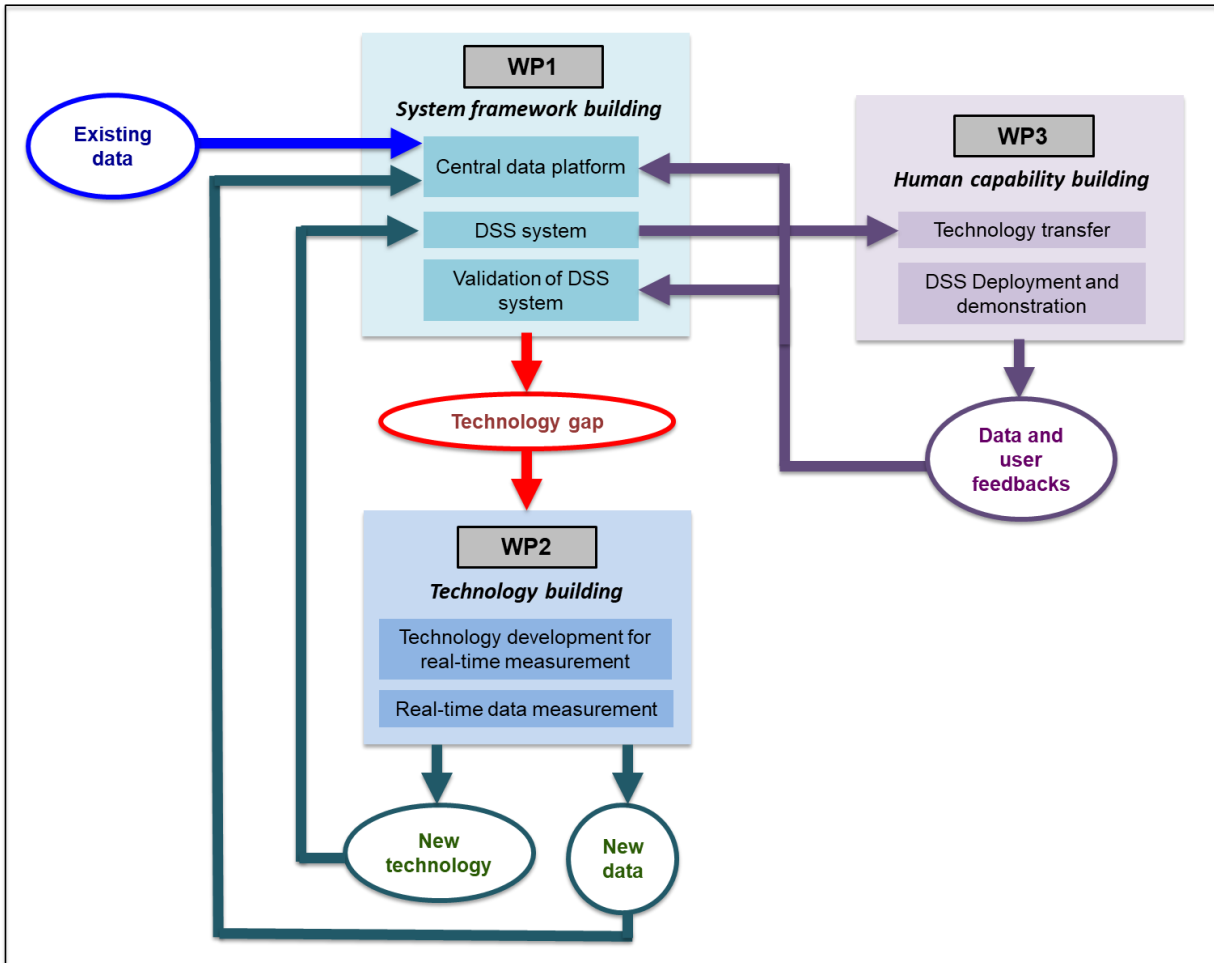 WP1
System framework building
Existing
data
Central data platform
DSS system
Validation of DSS
system
WP3
Human capability building
Technology transfer
DSS Deployment and
demonstration
Technology gap
Data and
user
feedbacks
WP2
Technology building
Technology development for
real-time measurement
Real-time data measurement
New
technology
New
data